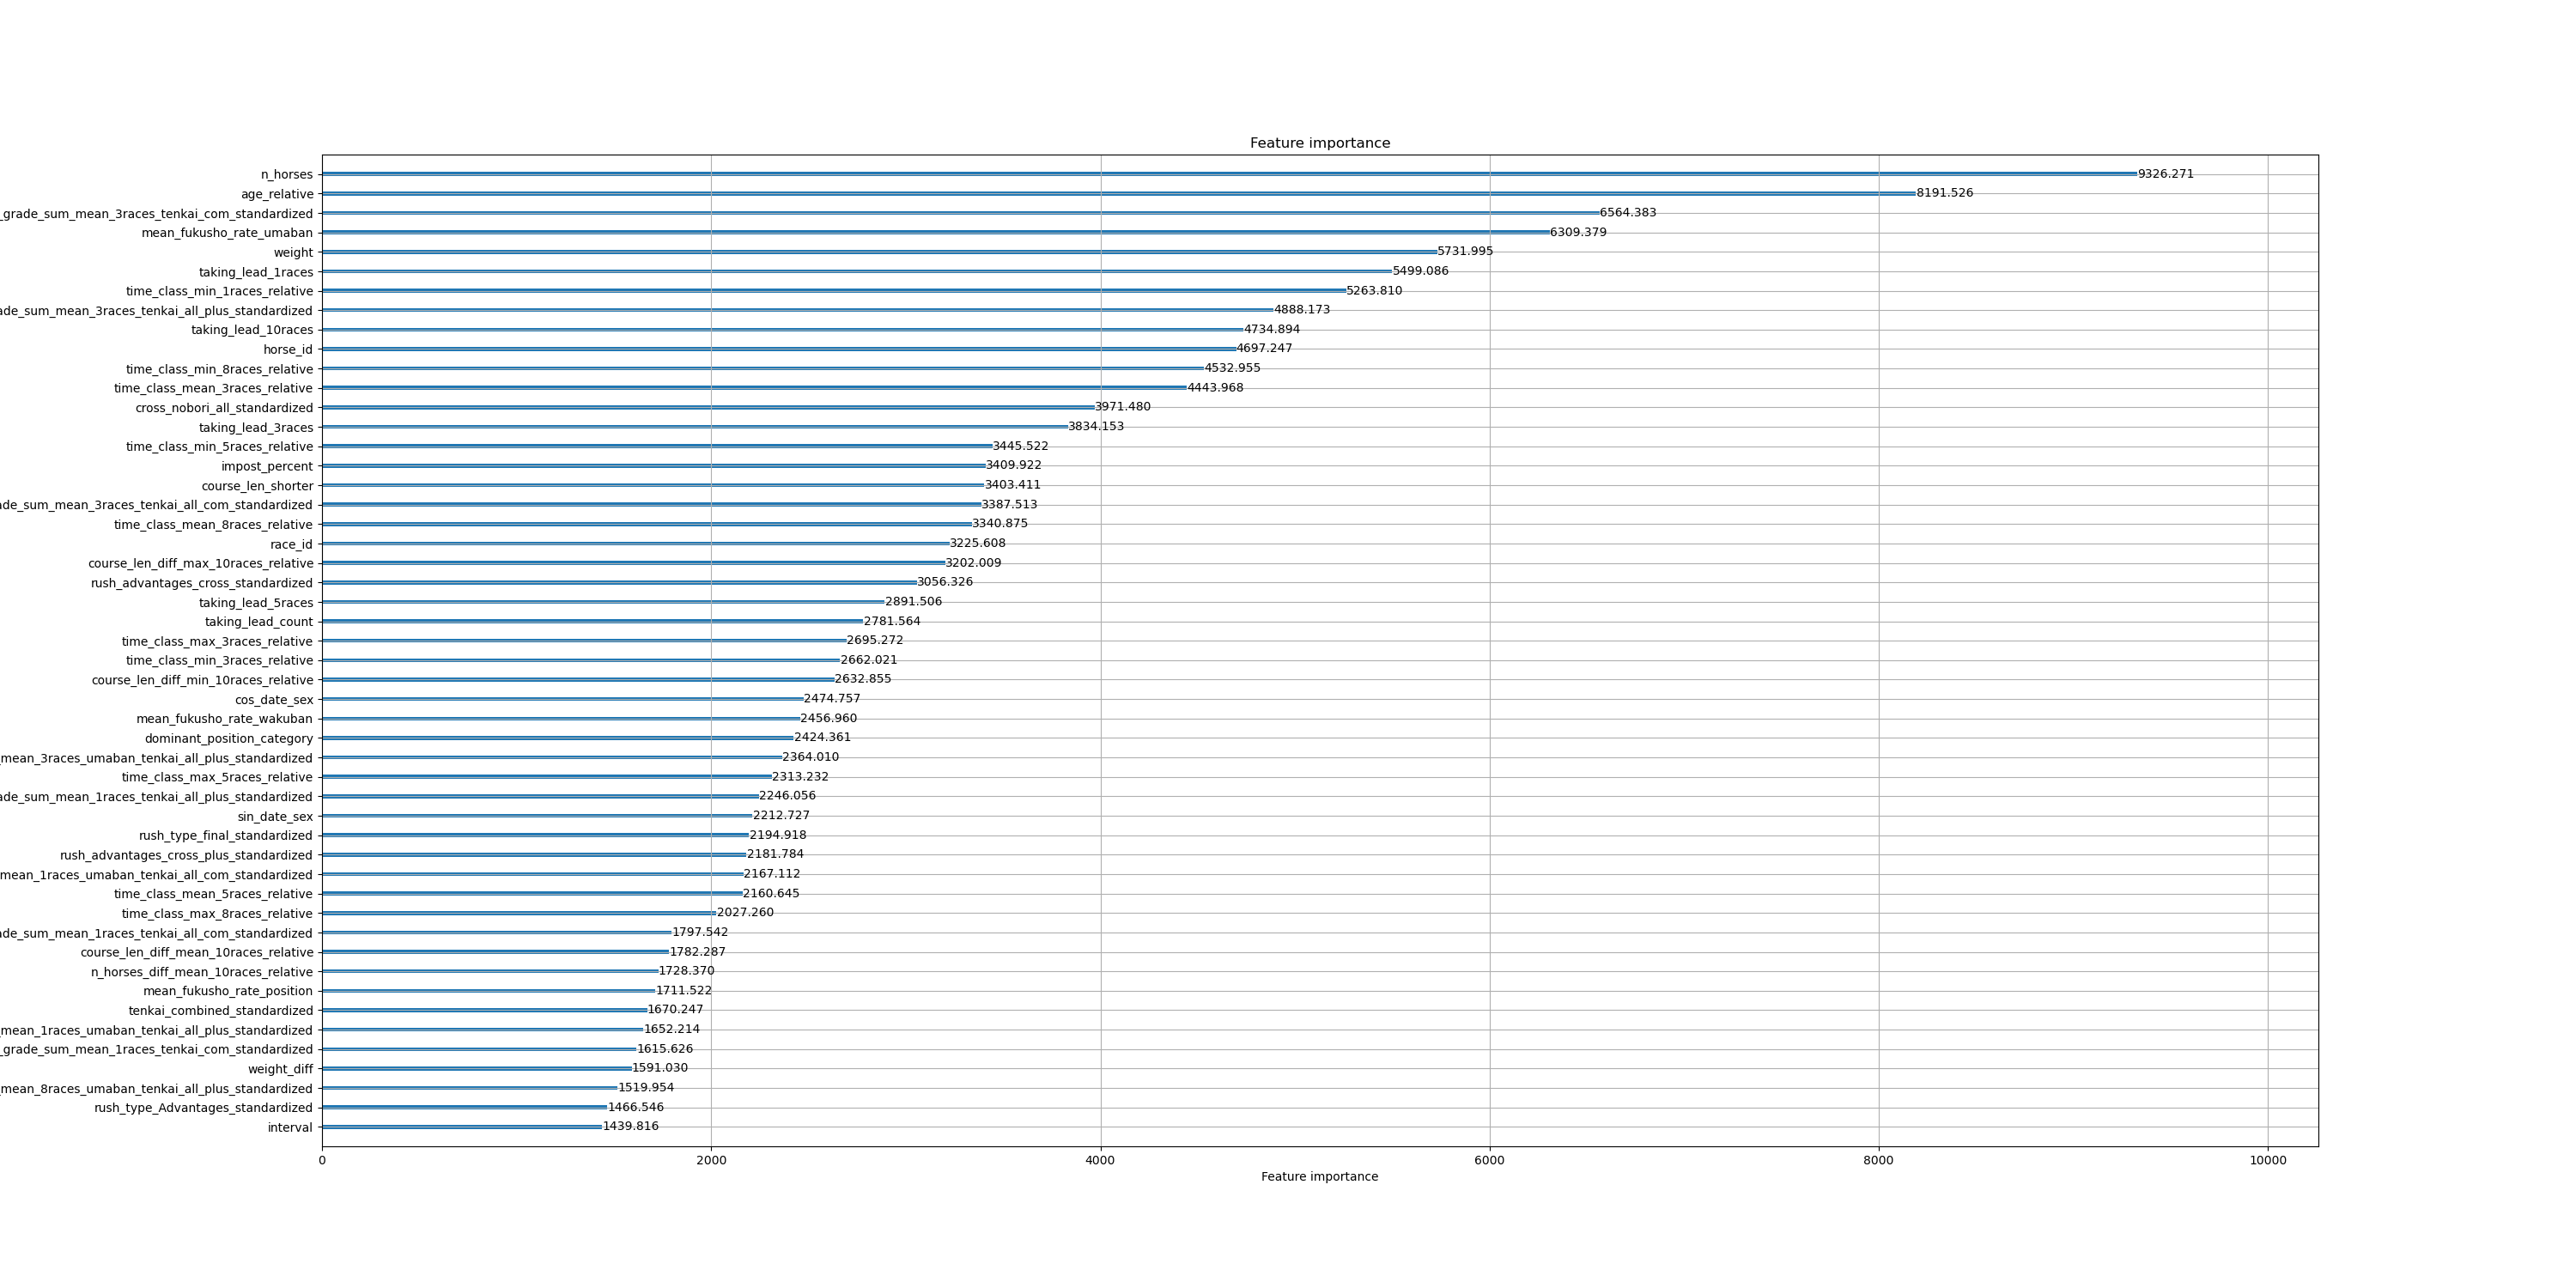 Feature importance
n_horses 9326.271
age_relative 8191.526
_grade_sum_mean_3races_tenkai_com_standardized 6564.383
mean_fukusho_rate_umaban 6309.379
weight 5731.995
taking_lead_1races 5499.086
time_class_min_1races_relative 5263.810
ade_sum_mean_3races_tenkai_all_plus_standardized 4888.173
taking_lead_10races 4734.894
horse_id 4697.247
time_class_min_8races_relative 4532.955
time_class_mean_3races_relative 4443.968
cross_nobori_all_standardized 3971.480
taking_lead_3races 3834.153
time_class_min_5races_relative 3445.522
impost_percent 3409.922
course_len_shorter 3403.411
ade_sum_mean_3races_tenkai_all_com_standardized 3387.513
time_class_mean_8races_relative 3340.875
race_id 3225.608
course_len_diff_max_10races_relative 3202.009
rush_advantages_cross_standardized 3056.326
taking_lead_5races 2891.506
taking_lead_count 2781.564
time_class_max_3races_relative 2695.272
time_class_min_3races_relative 2662.021
course_len_diff_min_10races_relative 2632.855
cos_date_sex 2474.757
mean_fukusho_rate_wakuban 2456.960
dominant_position_category 2424.361
_mean_3races_umaban_tenkai_all_plus_standardized 2364.010
time_class_max_5races_relative 2313.232
ade_sum_mean_1races_tenkai_all_plus_standardized 2246.056
sin_date_sex 2212.727
rush_type_final_standardized 2194.918
rush_advantages_cross_plus_standardized 2181.784
mean_1races_umaban_tenkai_all_com_standardized 2167.112
time_class_mean_5races_relative 2160.645
time_class_max_8races_relative 2027.260
ade_sum_mean_1races_tenkai_all_com_standardized 1797.542
course_len_diff_mean_10races_relative 1782.287
n_horses_diff_mean_10races_relative 1728.370
mean_fukusho_rate_position 1711.522
tenkai_combined_standardized 1670.247
_mean_1races_umaban_tenkai_all_plus_standardized 1652.214
_grade_sum_mean_1races_tenkai_com_standardized 1615.626
weight_diff 1591.030
_mean_8races_umaban_tenkai_all_plus_standardized 1519.954
rush_type_Advantages_standardized 1466.546
interval 1439.816
0 2000 4000 6000 8000 10000
Feature importance